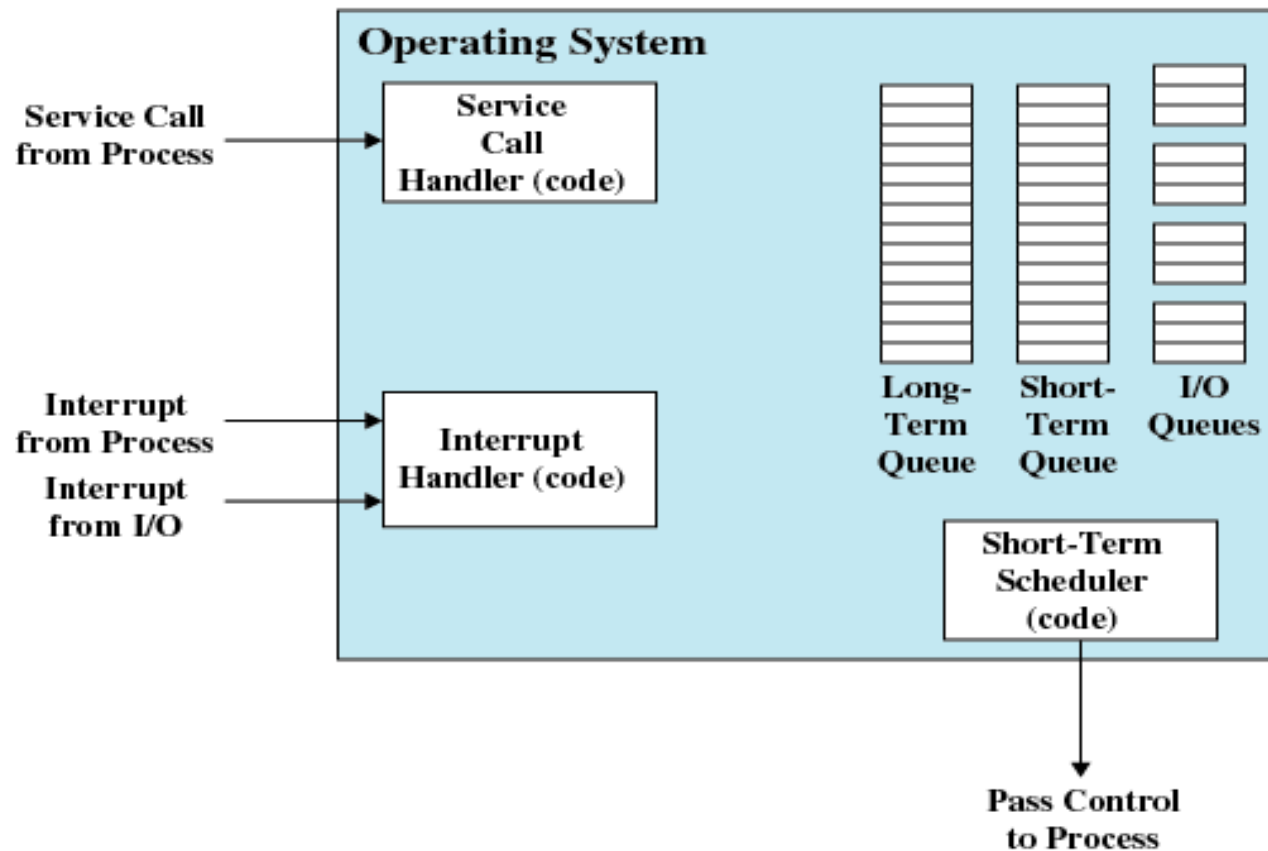 Operating System
Service Call
from Process
Service
Call
Handler (code)
Interrupt
from Process
Interrupt
from I/O
Interrupt
Handler (code)
Long-
Term
Queue
Short-
Term
Queue
I/O
Queues
Short-Term
Scheduler
(code)
Pass Control
to Process